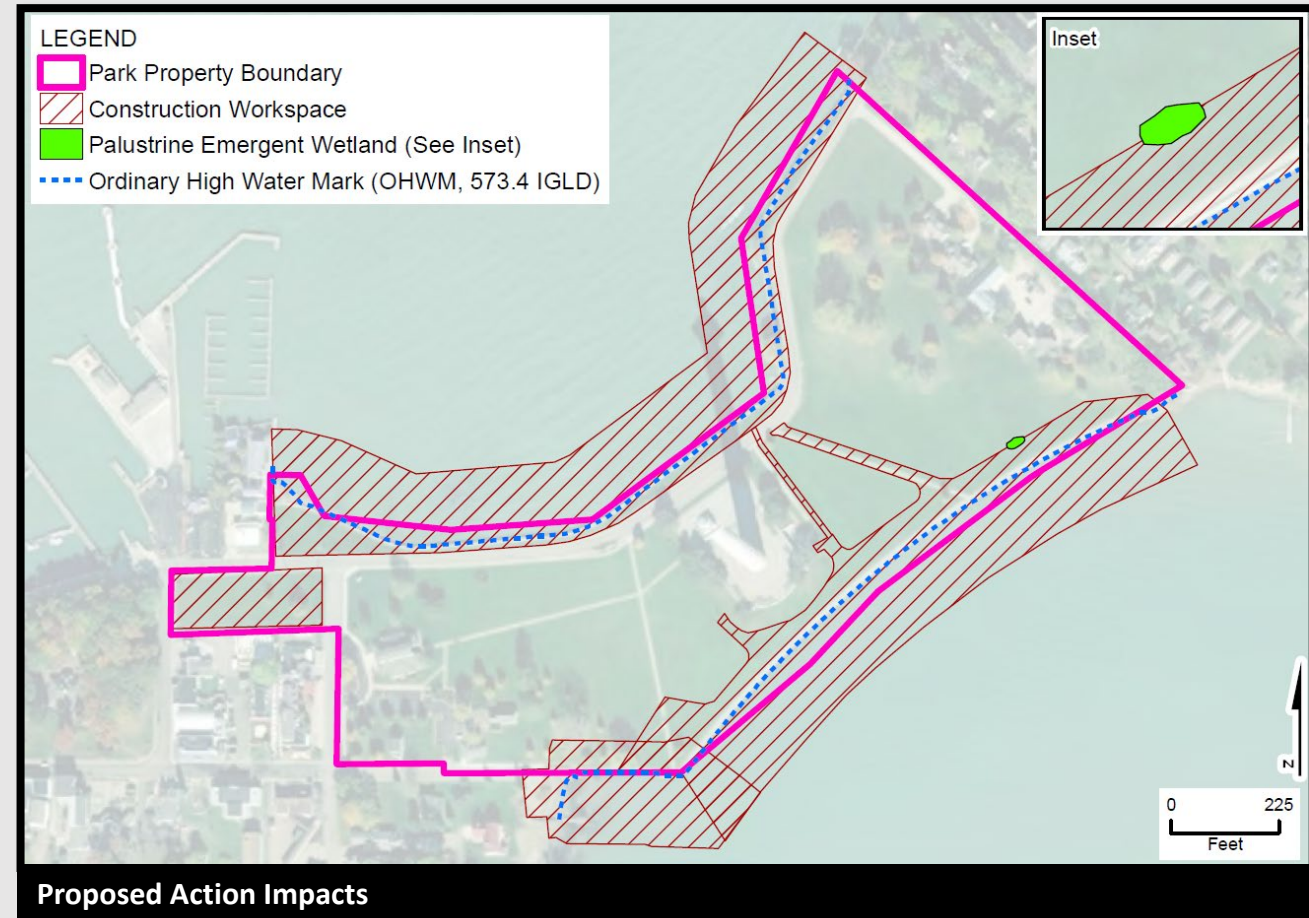 LEGEND
Park Property Boundary
Construction Workspace
Palustrine Emergent Wetland (See Inset)
Ordinary High Water Mark (OHWM, 573.4 IGLD)
Inset
N
0 225
Feet
Proposed Action Impacts